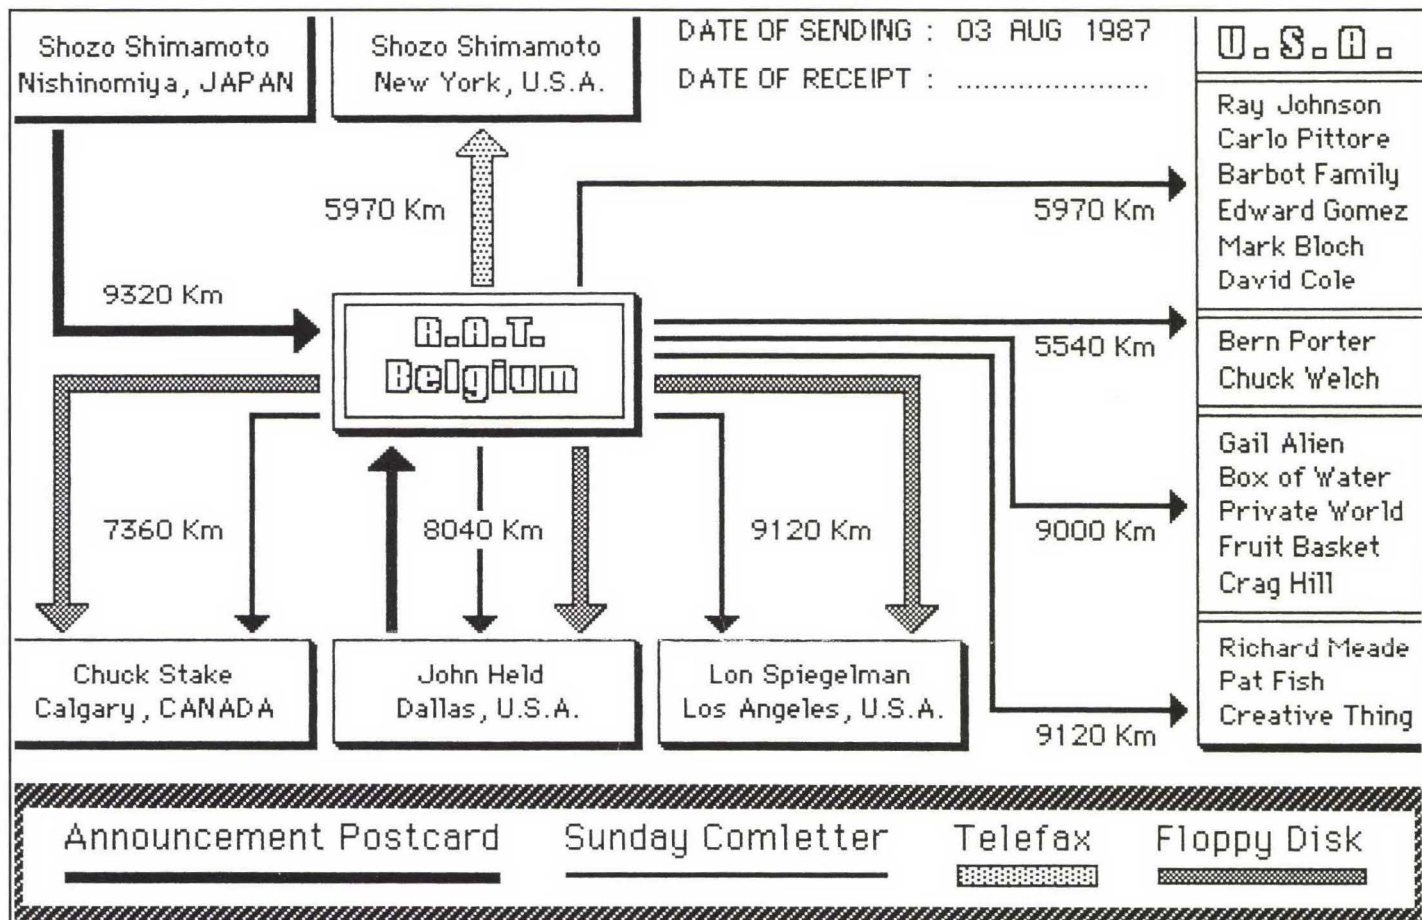 Shozo Shimamoto
Nishinomiya, JAPAN
Shozo Shimamoto
New York, U.S.A.
DATE OF SENDING : 03 AUG 1987
DATE OF RECEIPT : ......................
U.S.A.
Ray Johnson
Carlo Pittore
Barbot Family
Edward Gomez
Mark Bloch
David Cole
5970 Km
5970 Km
9320 Km
R.A.T.
Belgium
5540 Km
Bern Porter
Chuck Welch
7360 Km
8040 Km
9120 Km
9000 Km
Gail Alien
Box of Water
Private World
Fruit Basket
Crag Hill
Chuck Stake
Calgary, CANADA
John Held
Dallas, U.S.A.
Lon Spiegelman
Los Angeles, U.S.A.
9120 Km
Richard Meade
Pat Fish
Creative Thing
Announcement Postcard
Sunday Comletter
Telefax
Floppy Disk